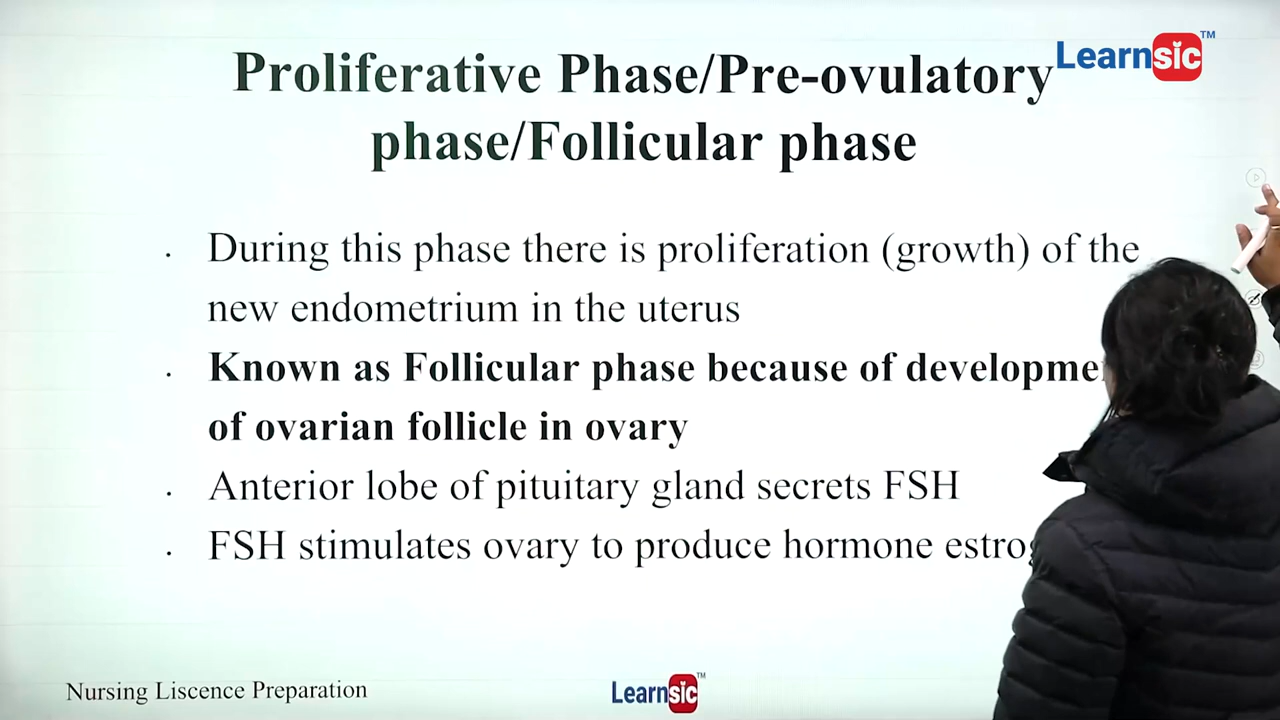 Learnsic™
Proliferative Phase/Pre-ovulatory
phase/Follicular phase
· During this phase there is proliferation (growth) of the
new endometrium in the uterus
· Known as Follicular phase because of developme
of ovarian follicle in ovary
· Anterior lobe of pituitary gland secrets FSH
· FSH stimulates ovary to produce hormone estrog
Nursing Liscence Preparation
Learnsic™